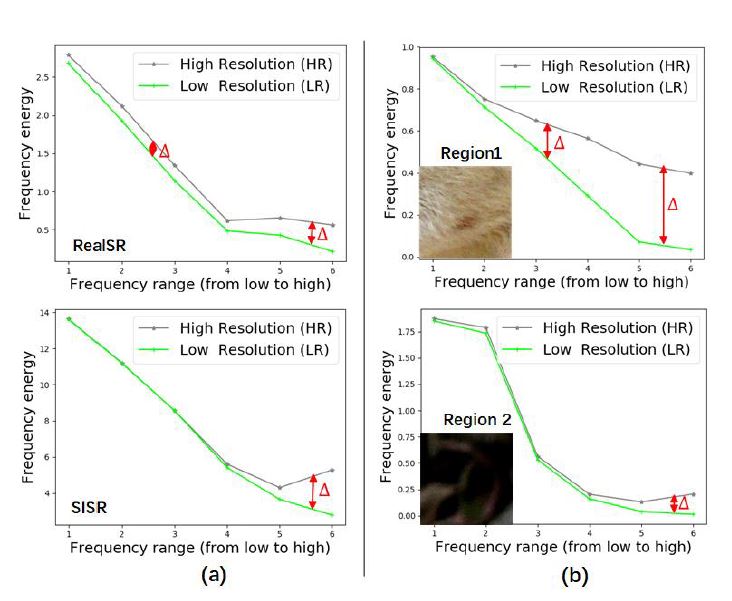 High Resolution (HR)
Low Resolution (LR)
Frequency energy
2.5
2.0
1.5
1.0
0.5
Δ
Δ
RealSR
1 2 3 4 5 6
Frequency range (from low to high)
High Resolution (HR)
Low Resolution (LR)
Frequency energy
14
12
10
8
6
4
Δ
SISR
1 2 3 4 5 6
Frequency range (from low to high)
(a)
High Resolution (HR)
Low Resolution (LR)
Frequency energy
1.0
0.8
0.6
0.4
0.2
0.0
Δ
Δ
Region1
1 2 3 4 5 6
Frequency range (from low to high)
High Resolution (HR)
Low Resolution (LR)
Frequency energy
1.75
1.50
1.25
1.00
0.75
0.50
0.25
0.00
Region 2
Δ
1 2 3 4 5 6
Frequency range (from low to high)
(b)